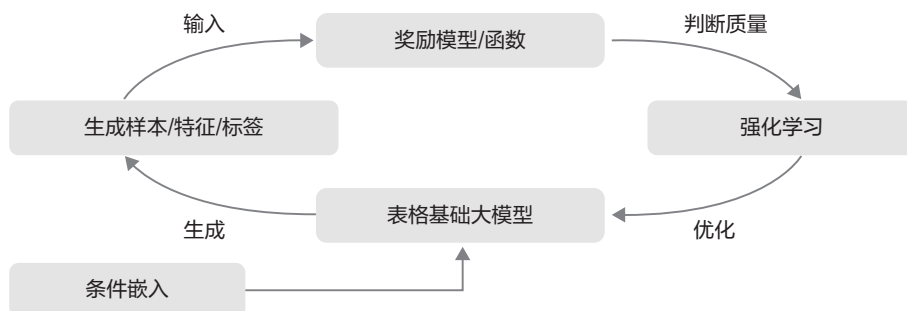 输入
奖励模型/函数
判断质量
生成样本/特征/标签
强化学习
表格基础大模型
生成
优化
条件嵌入